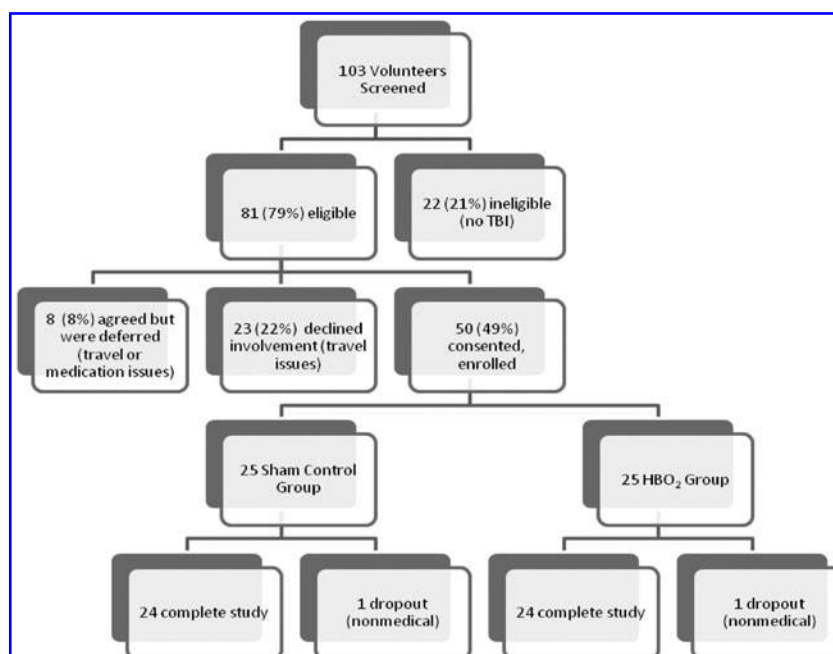 103 Volunteers
Screened
81 (79%) eligible
22 (21%) ineligible
(no TBI)
8 (8%) agreed but
were deferred
(travel or
medication issues)
23 (22%) declined
involvement (travel
issues)
50 (49%)
consented,
enrolled
25 Sham Control
Group
25 HBO₂ Group
24 complete study
1 dropout
(nonmedical)
24 complete study
1 dropout
(nonmedical)